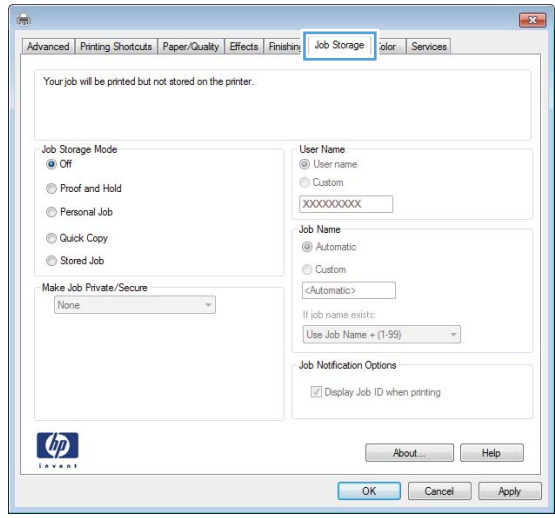 Advanced Printing Shortcuts Paper/Quality Effects Finishing Job Storage Color Services
Your job will be printed but not stored on the printer.
Job Storage Mode
Off
Proof and Hold
Personal Job
Quick Copy
Stored Job
Make Job Private/Secure
None
User Name
User name
Custom
XXXXXXXXX
Job Name
Automatic
Custom
<Automatic>
If job name exists:
Use Job Name + (1-99)
Job Notification Options
Display Job ID when printing
hp
invent
About... Help
OK Cancel Apply